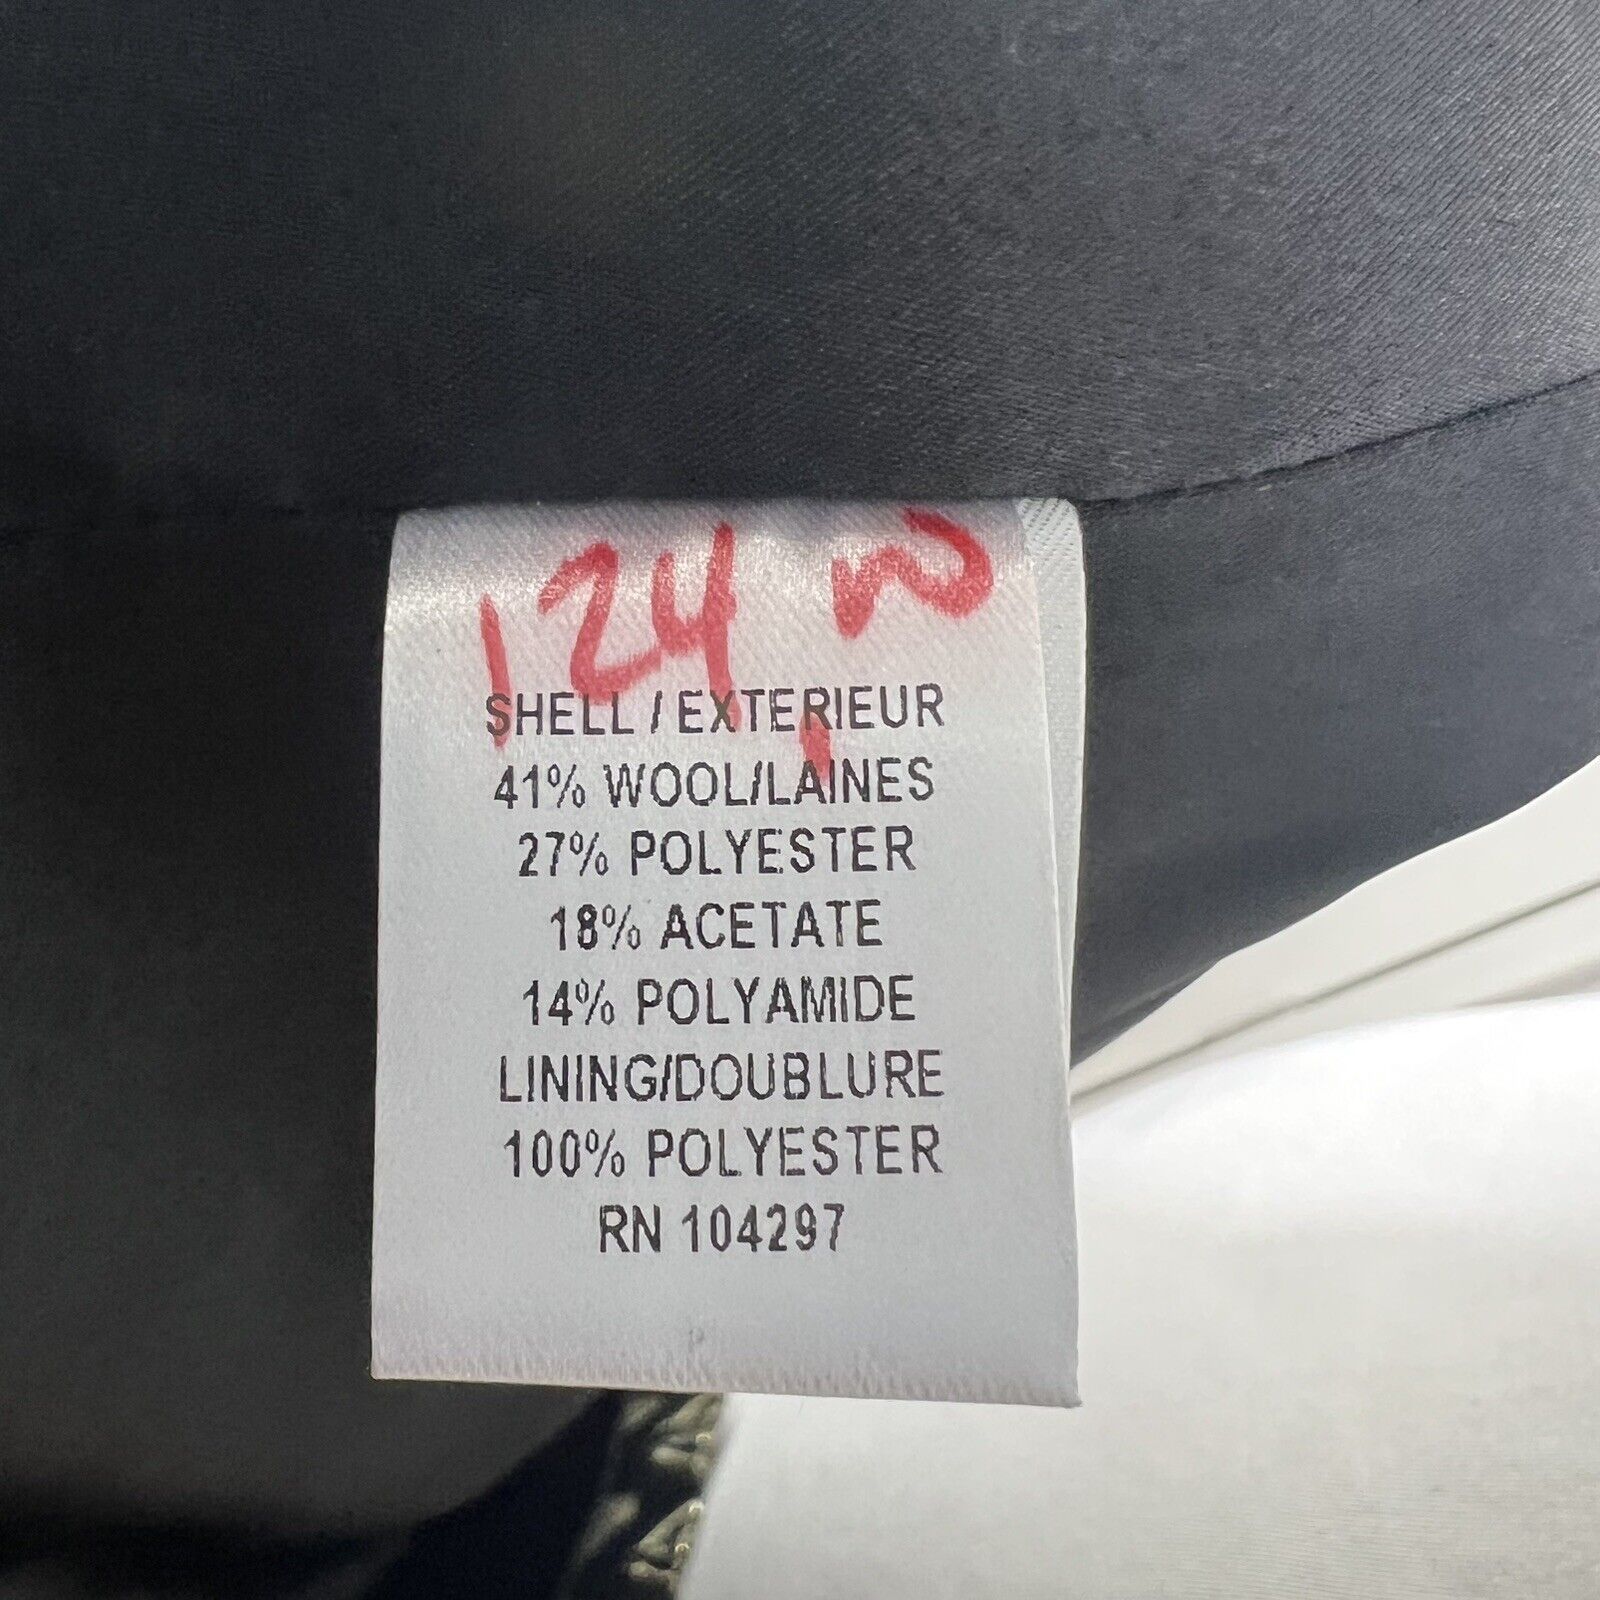 124
SHELL / EXTERIEUR
41% WOOL/LAINES
27% POLYESTER
18% ACETATE
14% POLYAMIDE
LINING/DOUBLURE
100% POLYESTER
RN 104297